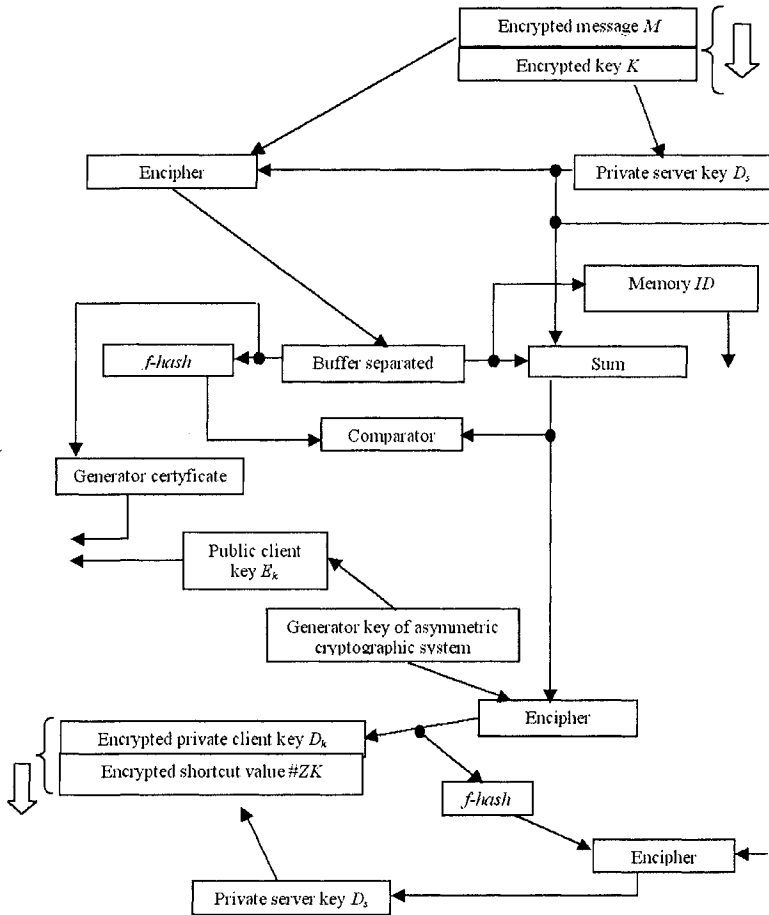 Encrypted message M
Encrypted key K
Encipher
Private server key Ds
Memory ID
f-hash
Buffer separated
Sum
Comparator
Generator certyficate
Public client
key Ek
Generator key of asymmetric
cryptographic system
Encipher
Encrypted private client key Dk
Encrypted shortcut value #ZK
f-hash
Encipher
Private server key Ds